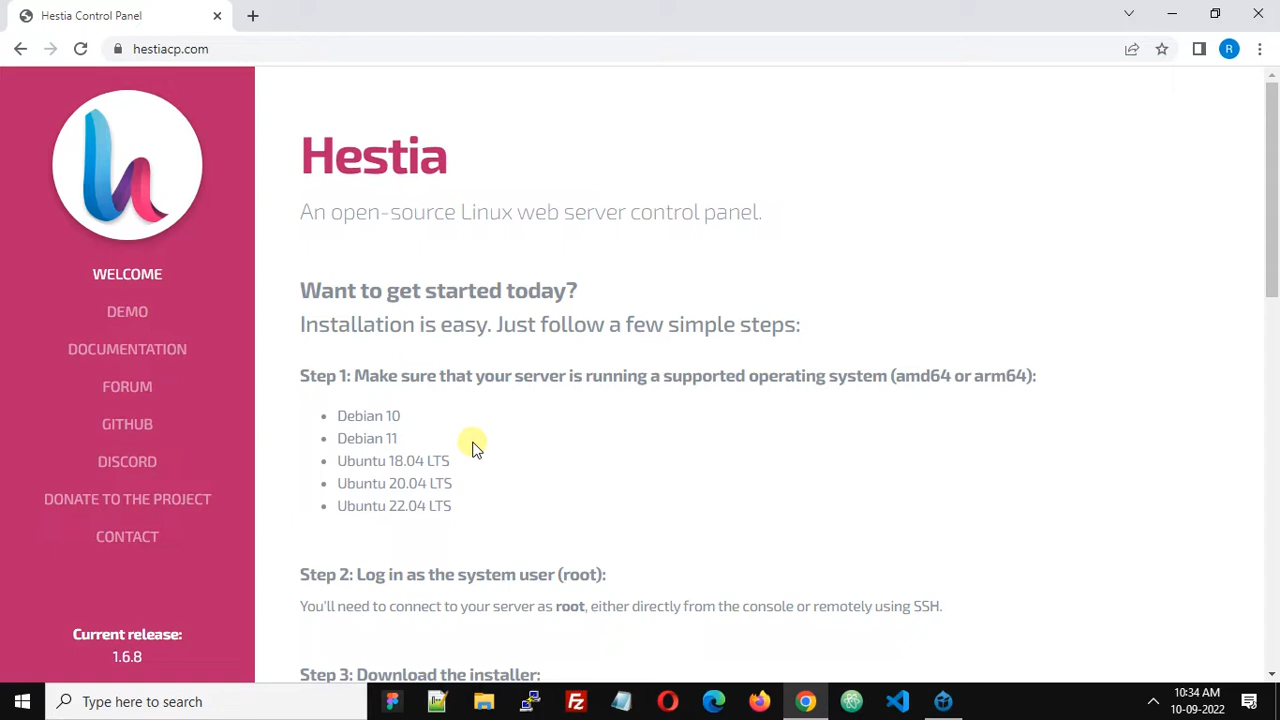 Hestia Control Panel
hestiacp.com
R
WELCOME
DEMO
DOCUMENTATION
FORUM
GITHUB
DISCORD
DONATE TO THE PROJECT
CONTACT
Current release:
1.6.8
Hestia
An open-source Linux web server control panel.
Want to get started today?
Installation is easy. Just follow a few simple steps:
Step 1: Make sure that your server is running a supported operating system (amd64 or arm64):
• Debian 10
• Debian 11
• Ubuntu 18.04 LTS
• Ubuntu 20.04 LTS
• Ubuntu 22.04 LTS
Step 2: Log in as the system user (root):
You'll need to connect to your server as root, either directly from the console or remotely using SSH.
Step 3: Download the installer:
Type here to search
10:34 AM
10-09-2022